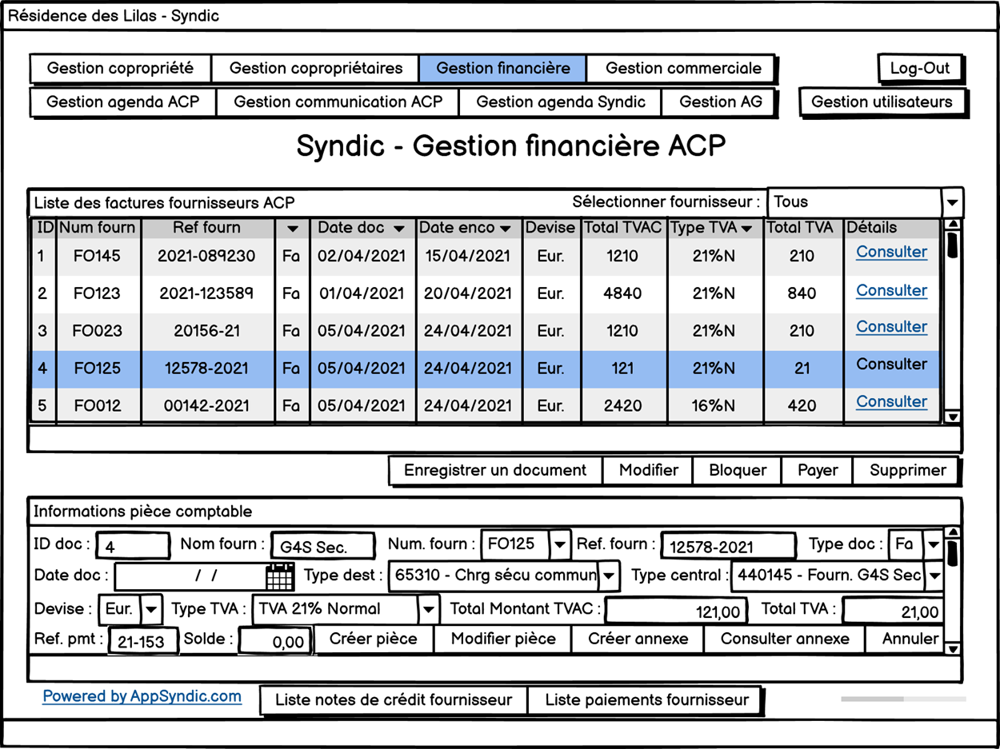 Résidence des Lilas - Syndic
Gestion copropriété Gestion copropriétaires Gestion financière Gestion commerciale Log-Out
Gestion agenda ACP Gestion communication ACP Gestion agenda Syndic Gestion AG Gestion utilisateurs
Syndic - Gestion financière ACP
Liste des factures fournisseurs ACP Sélectionner fournisseur : Tous
ID Num fourn Ref fourn Date doc Date enco Devise Total TVAC Type TVA Total TVA Détails
1 FO145 2021-089230 Fa 02/04/2021 15/04/2021 Eur. 1210 21%N 210 Consulter
2 FO123 2021-123589 Fa 01/04/2021 20/04/2021 Eur. 4840 21%N 840 Consulter
3 FO023 20156-21 Fa 05/04/2021 24/04/2021 Eur. 1210 21%N 210 Consulter
4 FO125 12578-2021 Fa 05/04/2021 24/04/2021 Eur. 121 21%N 21 Consulter
5 FO012 00142-2021 Fa 05/04/2021 24/04/2021 Eur. 2420 16%N 420 Consulter
Enregistrer un document Modifier Bloquer Payer Supprimer
Informations pièce comptable
ID doc : 4 Nom fourn : G4S Sec. Num. fourn : FO125 Ref. fourn : 12578-2021 Type doc : Fa
Date doc : / / Type dest : 65310 - Chrg sécu commun Type central : 440145 - Fourn. G4S Sec
Devise : Eur. Type TVA : TVA 21% Normal Total Montant TVAC : 121,00 Total TVA : 21,00
Ref. pmt : 21-153 Solde : 0,00 Créer pièce Modifier pièce Créer annexe Consulter annexe Annuler
Powered by AppSyndic.com Liste notes de crédit fournisseur Liste paiements fournisseur